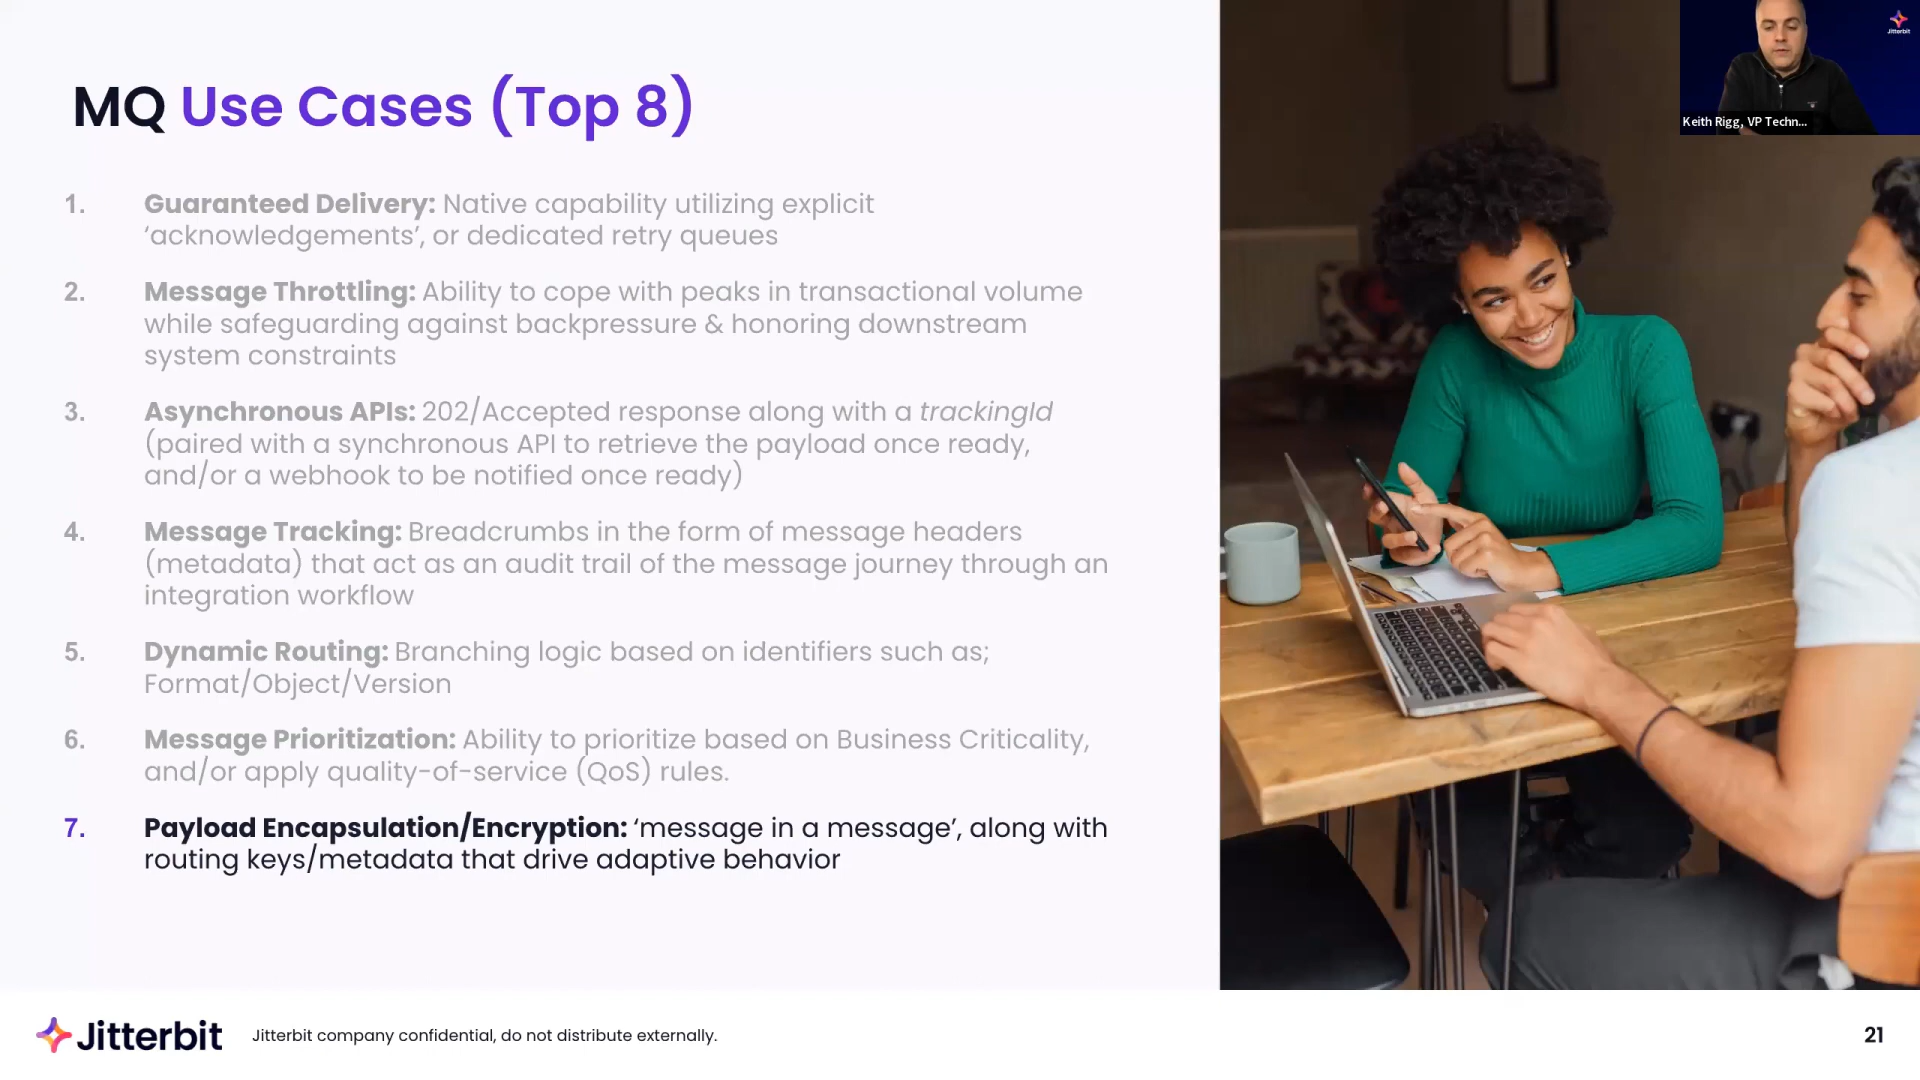 MQ Use Cases (Top 8)
1. Guaranteed Delivery: Native capability utilizing explicit
‘acknowledgements’, or dedicated retry queues
2. Message Throttling: Ability to cope with peaks in transactional volume
while safeguarding against backpressure & honoring downstream
system constraints
3. Asynchronous APIs: 202/Accepted response along with a trackingId
(paired with a synchronous API to retrieve the payload once ready,
and/or a webhook to be notified once ready)
4. Message Tracking: Breadcrumbs in the form of message headers
(metadata) that act as an audit trail of the message journey through an
integration workflow
5. Dynamic Routing: Branching logic based on identifiers such as;
Format/Object/Version
6. Message Prioritization: Ability to prioritize based on Business Criticality,
and/or apply quality-of-service (QoS) rules.
7. Payload Encapsulation/Encryption: ‘message in a message’, along with
routing keys/metadata that drive adaptive behavior
Jitterbit
Keith Rigg, VP Techn...
Jitterbit
Jitterbit company confidential, do not distribute externally.
21